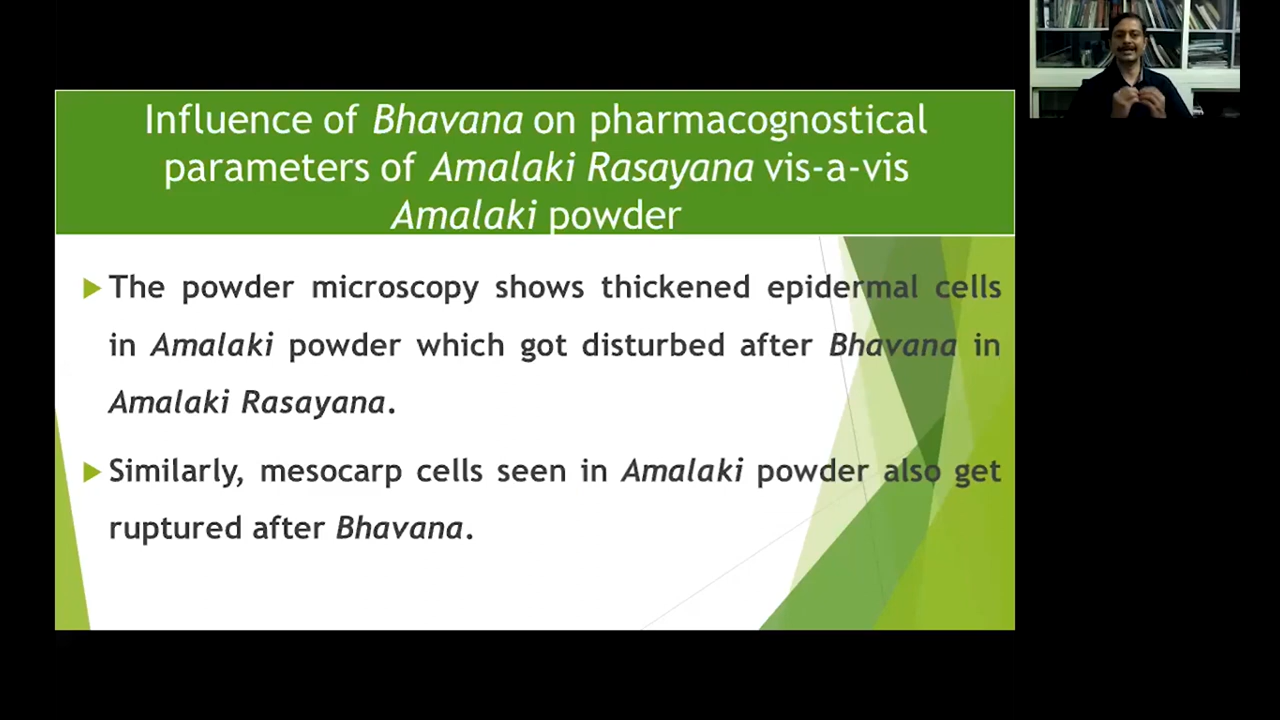 Influence of Bhavana on pharmacognostical
parameters of Amalaki Rasayana vis-a-vis
Amalaki powder
The powder microscopy shows thickened epidermal cells
in Amalaki powder which got disturbed after Bhavana in
Amalaki Rasayana.
Similarly, mesocarp cells seen in Amalaki powder also get
ruptured after Bhavana.